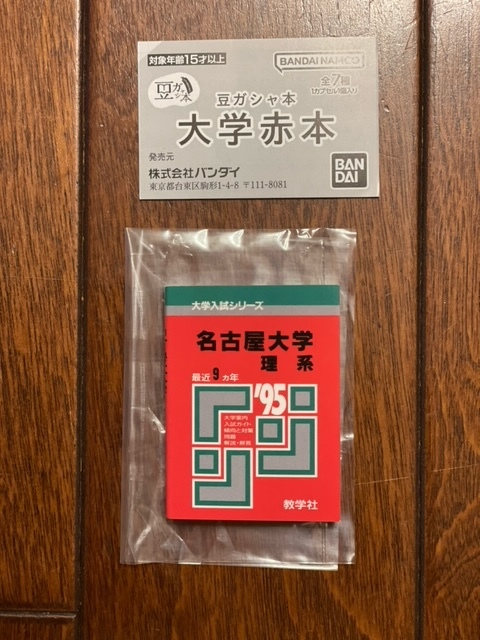 対象年齢15才以上
BANDAI NAMCO
豆ガシャ本
全7種
1カプセル1個入り
豆ガシャ本
大学赤本
発売元
株式会社バンダイ
東京都台東区駒形1-4-8 〒111-8081
BAN
DAI
大学入試シリーズ
名古屋大学
理系
最近9ヵ年
'95
大学案内
入試ガイド
傾向と対策
問題
解説・解答
教学社